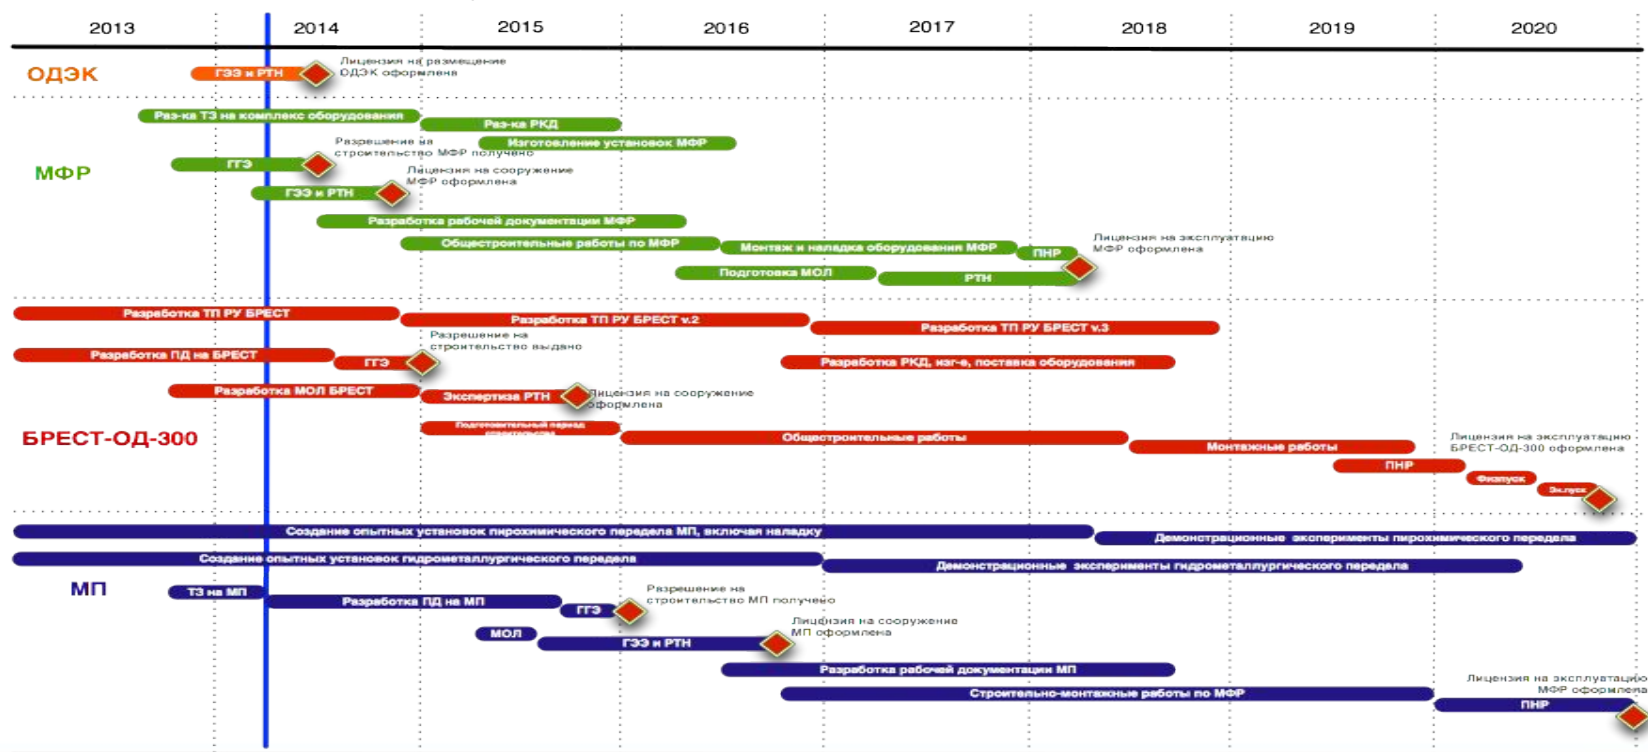 2013 2014 2015 2016 2017 2018 2019 2020
ОДЭК
ГЭЭ и РТН
Лицензия на размещение
ОДЭК оформлена
МФР
Раз-ка ТЗ на комплекс оборудования
Раз-ка РКД
Изготовление установок МФР
ГГЭ
Разрешение на
строительство МФР получено
ГЭЭ и РТН
Лицензия на сооружение
МФР оформлена
Разработка рабочей документации МФР
Общестроительные работы по МФР
Монтаж и наладка оборудования МФР
ПНР
Лицензия на эксплуатацию
МФР оформлена
Подготовка МОЛ
РТН
БРЕСТ-ОД-300
Разработка ТП РУ БРЕСТ
Разработка ТП РУ БРЕСТ v.2
Разработка ТП РУ БРЕСТ v.3
Разработка ПД на БРЕСТ
ГГЭ
Разрешение на
строительство выдано
Разработка РКД, изг-е, поставка оборудования
Разработка МОЛ БРЕСТ
Экспертиза РТН
Лицензия на сооружение
оформлена
Подготовительный период
строительства
Общестроительные работы
Монтажные работы
ПНР
Физпуск
Эн.пуск
Лицензия на эксплуатацию
БРЕСТ-ОД-300 оформлена
МП
Создание опытных установок пирохимического передела МП, включая наладку
Демонстрационные эксперименты пирохимического передела
Создание опытных установок гидрометаллургического передела
Демонстрационные эксперименты гидрометаллургического передела
ТЗ на МП
Разработка ПД на МП
ГГЭ
Разрешение на
строительство МП получено
МОЛ
ГЭЭ и РТН
Лицензия на сооружение
МП оформлена
Разработка рабочей документации МП
Строительно-монтажные работы по МФР
ПНР
Лицензия на эксплуатацию
МФР оформлена